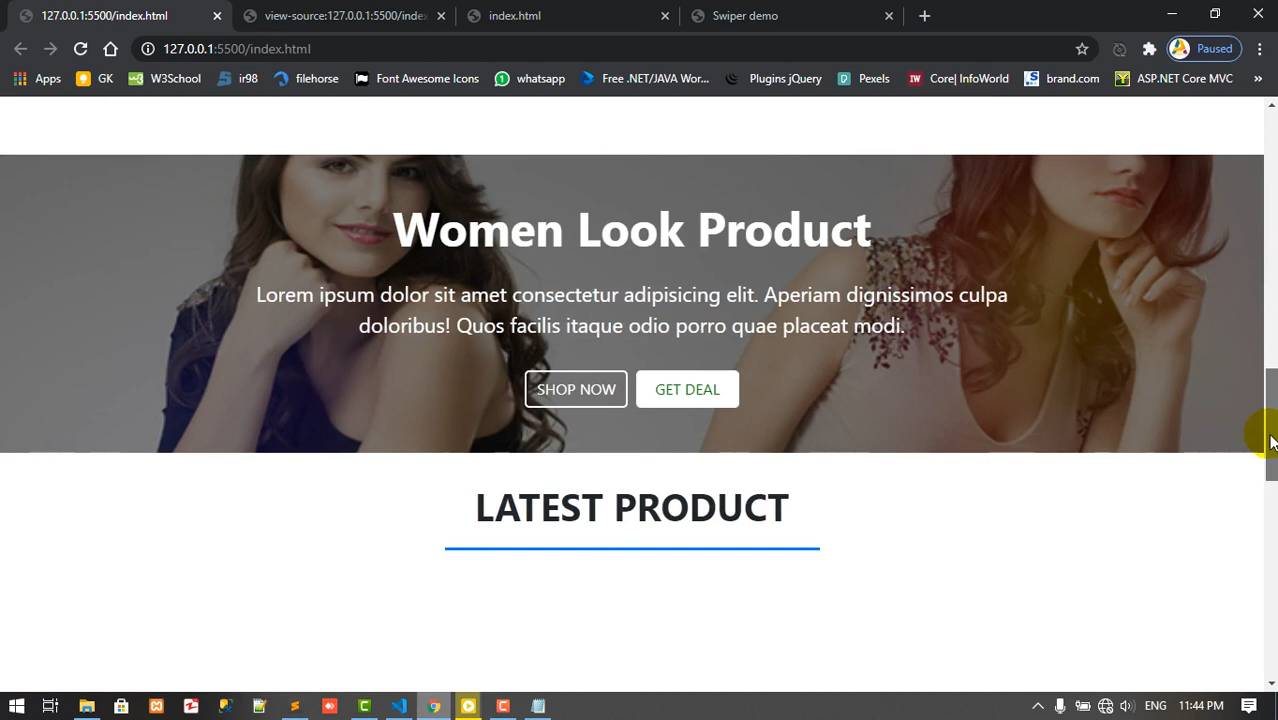 127.0.0.1:5500/index.html
view-source:127.0.0.1:5500/index
index.html
Swiper demo
127.0.0.1:5500/index.html
Paused
Apps
GK
W3School
ir98
filehorse
Font Awesome Icons
whatsapp
Free .NET/JAVA Wor...
Plugins jQuery
Pexels
Core| InfoWorld
brand.com
ASP.NET Core MVC
Women Look Product
Lorem ipsum dolor sit amet consectetur adipisicing elit. Aperiam dignissimos culpa
doloribus! Quos facilis itaque odio porro quae placeat modi.
SHOP NOW
GET DEAL
LATEST PRODUCT
ENG
11:44 PM